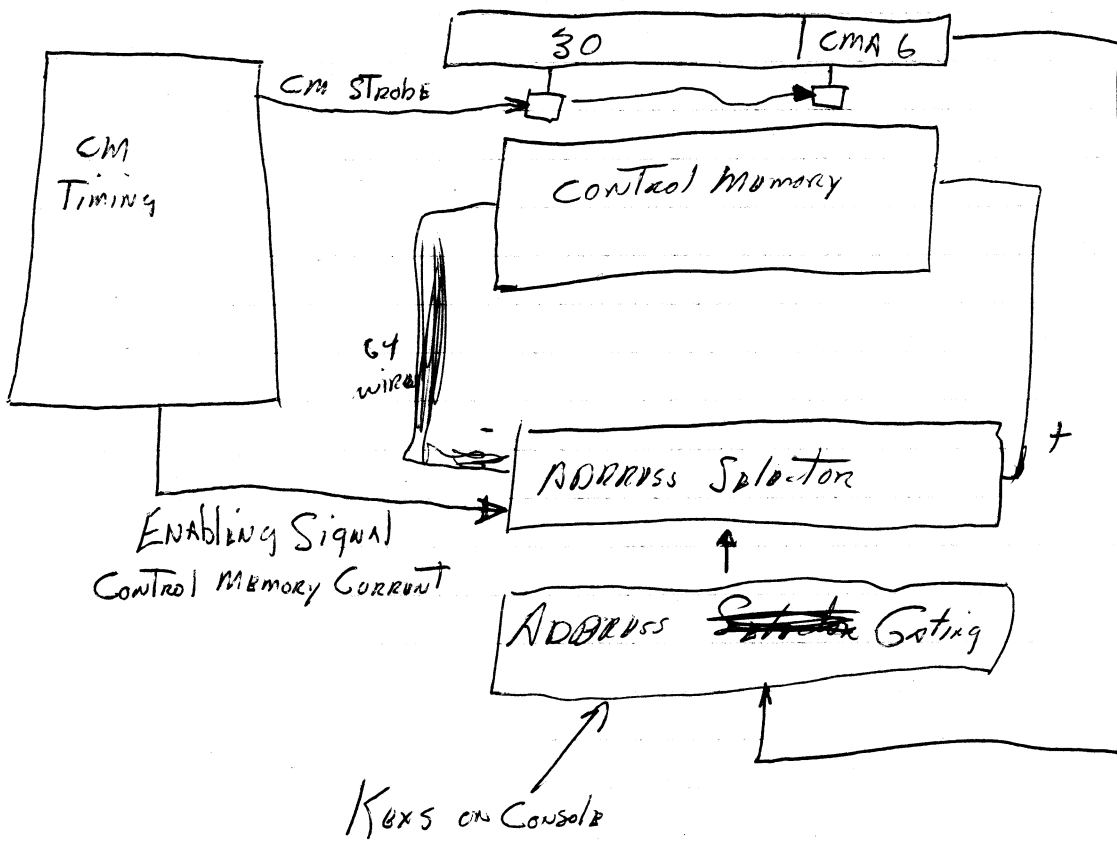 30
CMA 6
CM STROBE
CM
Timing
Control Memory
64
wire
-
+
Address Selector
Enabling Signal
Control Memory Current
Address Gating
Keys on Console